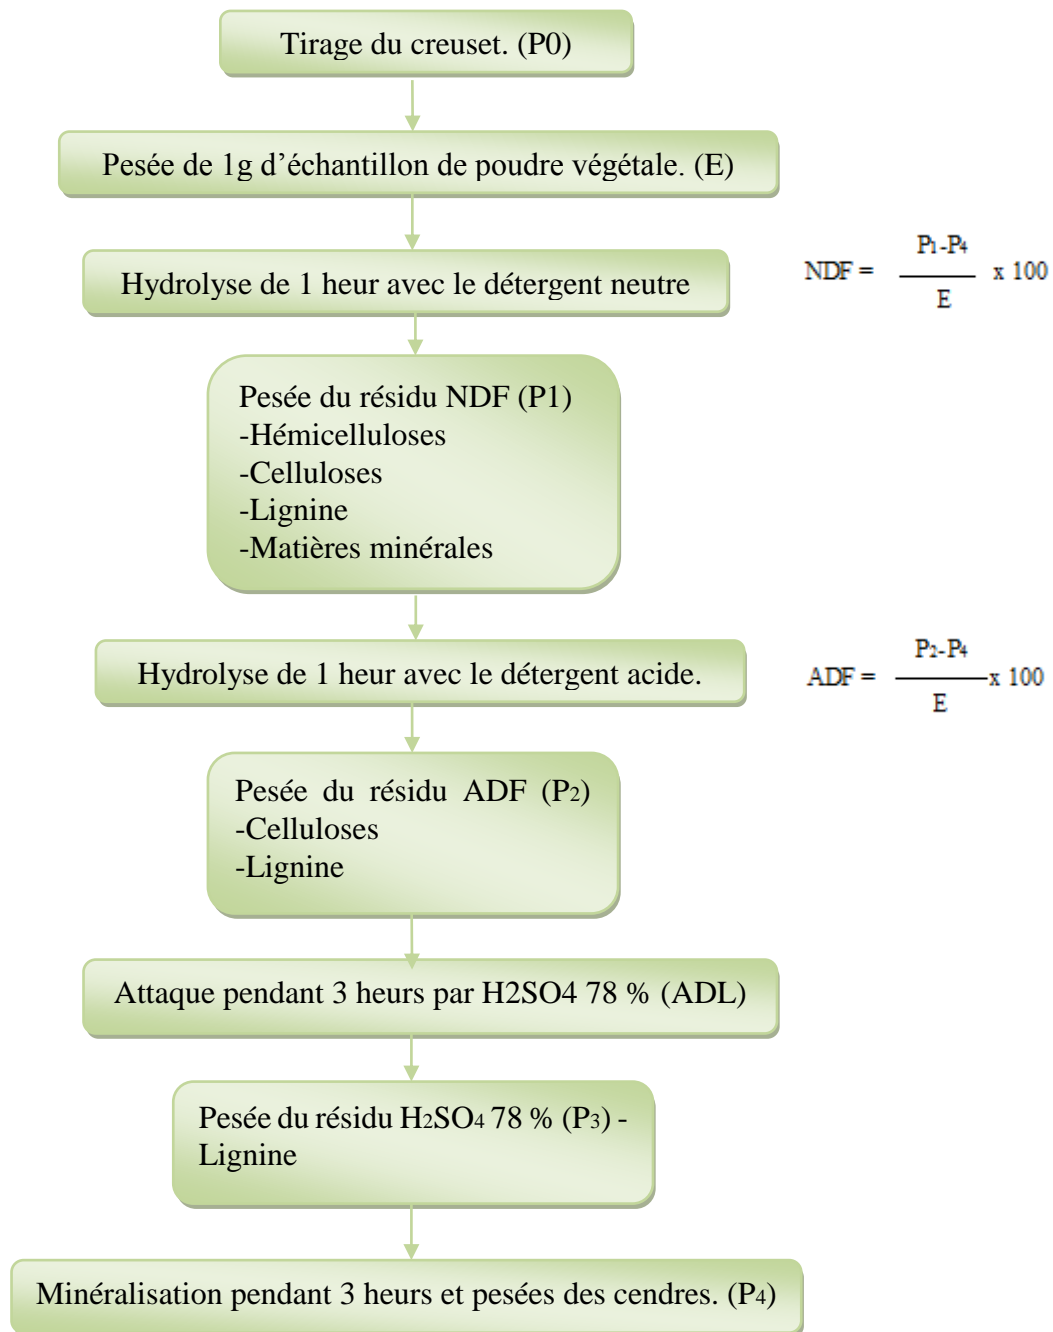 Tirage du creuset. (P0)
Pesée de 1g d’échantillon de poudre végétale. (E)
Hydrolyse de 1 heur avec le détergent neutre
NDF = P1-P4 / E x 100
Pesée du résidu NDF (P1)
-Hémicelluloses
-Celluloses
-Lignine
-Matières minérales
Hydrolyse de 1 heur avec le détergent acide.
ADF = P2-P4 / E x 100
Pesée du résidu ADF (P2)
-Celluloses
-Lignine
Attaque pendant 3 heurs par H2SO4 78 % (ADL)
Pesée du résidu H2SO4 78 % (P3) -
Lignine
Minéralisation pendant 3 heurs et pesées des cendres. (P4)